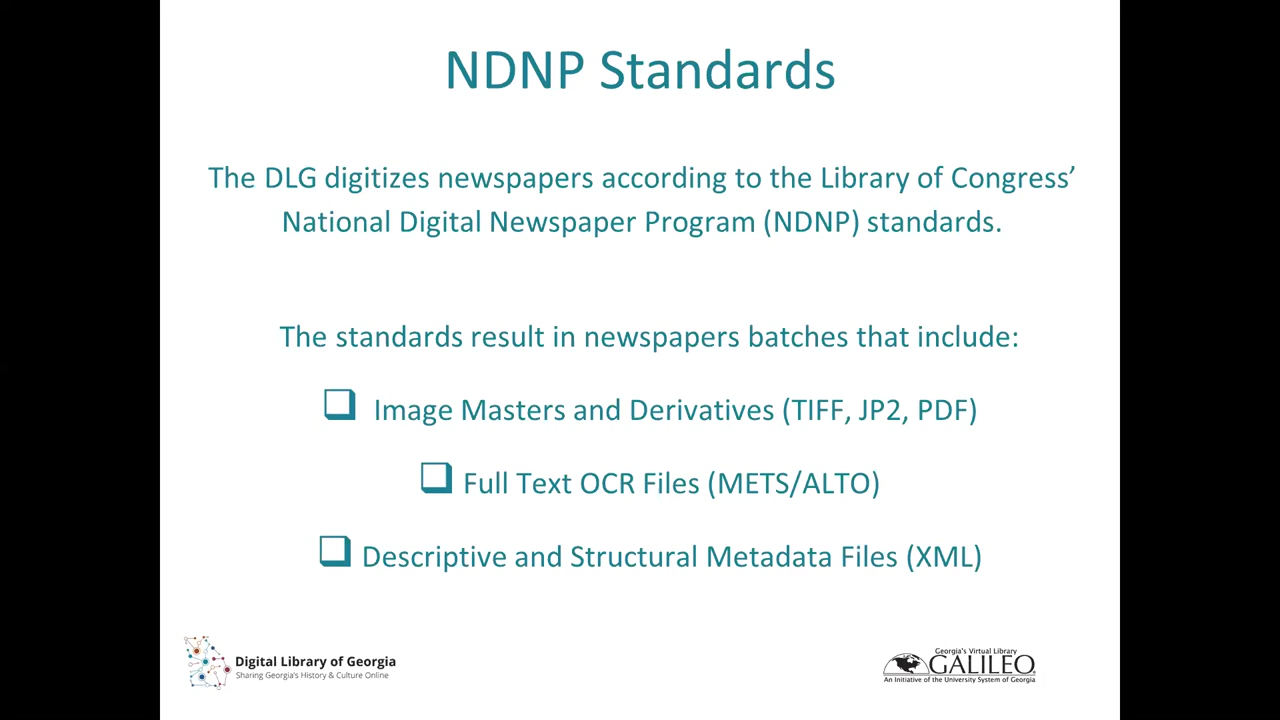 NDNP Standards
The DLG digitizes newspapers according to the Library of Congress’
National Digital Newspaper Program (NDNP) standards.
The standards result in newspapers batches that include:
❑ Image Masters and Derivatives (TIFF, JP2, PDF)
❑ Full Text OCR Files (METS/ALTO)
❑ Descriptive and Structural Metadata Files (XML)
Digital Library of Georgia
Sharing Georgia's History & Culture Online
Georgia's Virtual Library
GALILEO
An Initiative of the University System of Georgia